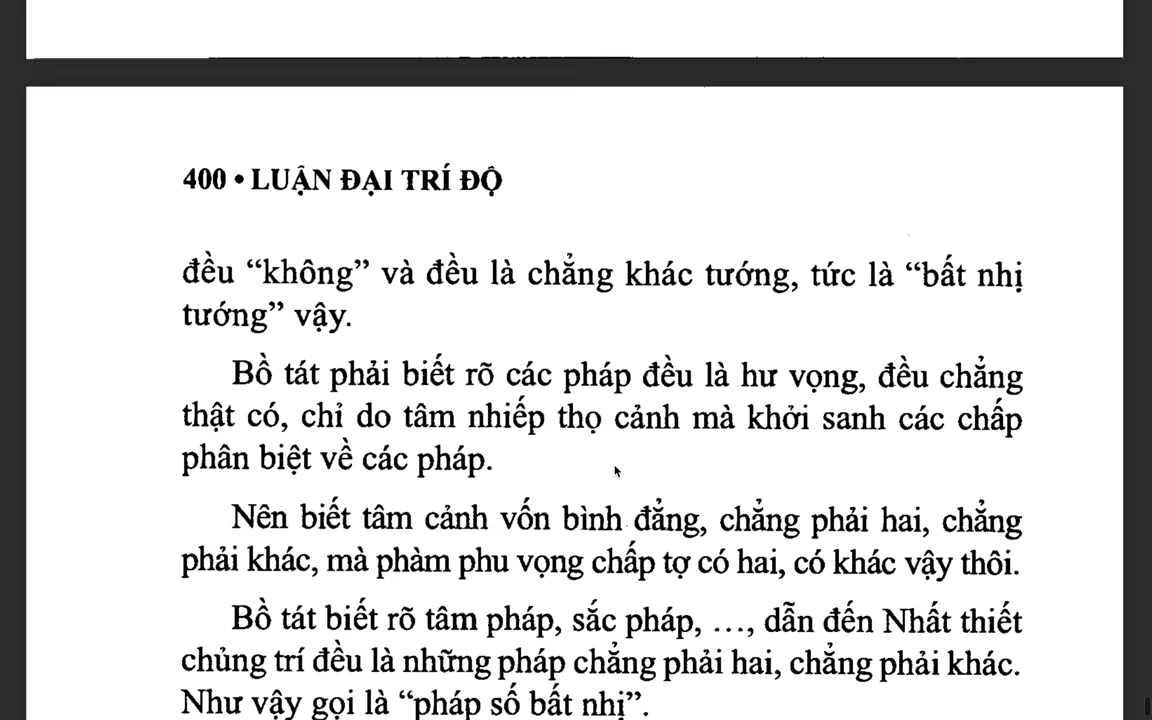 400 • LUẬN ĐẠI TRÍ ĐỘ
đều “không” và đều là chẳng khác tướng, tức là “bất nhị
tướng” vậy.
Bồ tát phải biết rõ các pháp đều là hư vọng, đều chẳng
thật có, chỉ do tâm nhiếp thọ cảnh mà khởi sanh các chấp
phân biệt về các pháp.
Nên biết tâm cảnh vốn bình đẳng, chẳng phải hai, chẳng
phải khác, mà phàm phu vọng chấp tợ có hai, có khác vậy thôi.
Bồ tát biết rõ tâm pháp, sắc pháp, …, dẫn đến Nhất thiết
chủng trí đều là những pháp chẳng phải hai, chẳng phải khác.
Như vậy gọi là “pháp số bất nhị”.